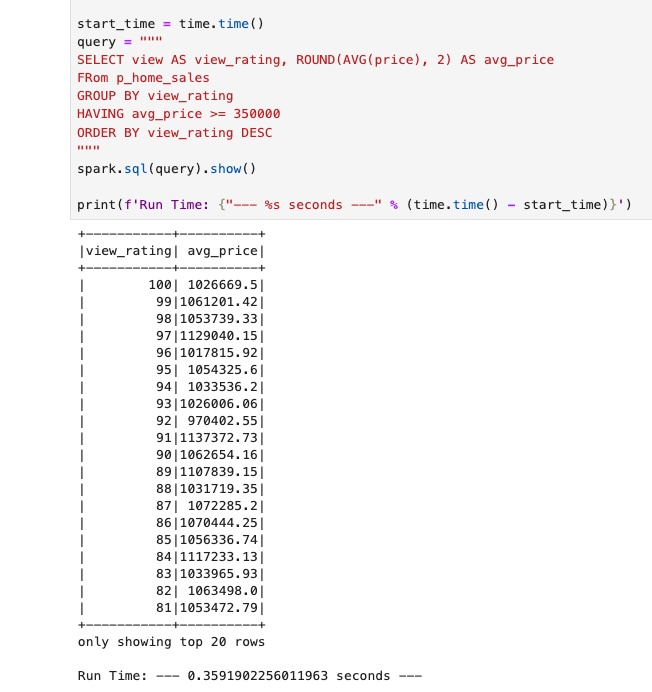 start_time = time.time()
query = """
SELECT view AS view_rating, ROUND(AVG(price), 2) AS avg_price
FRom p_home_sales
GROUP BY view_rating
HAVING avg_price >= 350000
ORDER BY view_rating DESC
"""
spark.sql(query).show()

print(f'Run Time: {"--- %s seconds ---" % (time.time() - start_time)}')
+-----------+----------+
|view_rating| avg_price|
+-----------+----------+
|        100| 1026669.5|
|         99|1061201.42|
|         98|1053739.33|
|         97|1129040.15|
|         96|1017815.92|
|         95| 1054325.6|
|         94| 1033536.2|
|         93|1026006.06|
|         92| 970402.55|
|         91|1137372.73|
|         90|1062654.16|
|         89|1107839.15|
|         88|1031719.35|
|         87| 1072285.2|
|         86|1070444.25|
|         85|1056336.74|
|         84|1117233.13|
|         83|1033965.93|
|         82| 1063498.0|
|         81|1053472.79|
+-----------+----------+
only showing top 20 rows

Run Time: --- 0.3591902256011963 seconds ---